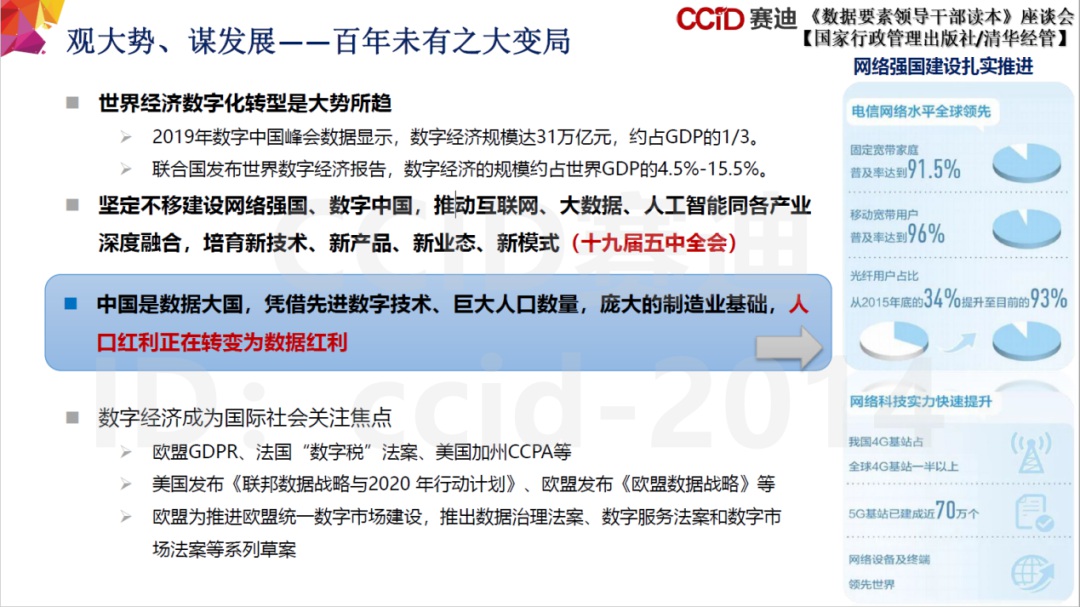 观大势、谋发展——百年未有之大变局
CCID 赛迪
《数据要素领导干部读本》座谈会
【国家行政管理出版社/清华经管】
世界经济数字化转型是大势所趋
2019年数字中国峰会数据显示，数字经济规模达31万亿元，约占GDP的1/3。
联合国发布世界数字经济报告，数字经济的规模约占世界GDP的4.5%-15.5%。
坚定不移建设网络强国、数字中国，推动互联网、大数据、人工智能同各产业
深度融合，培育新技术、新产品、新业态、新模式（十九届五中全会）
中国是数据大国，凭借先进数字技术、巨大人口数量，庞大的制造业基础，人
口红利正在转变为数据红利
数字经济成为国际社会关注焦点
欧盟GDPR、法国“数字税”法案、美国加州CCPA等
美国发布《联邦数据战略与2020 年行动计划》、欧盟发布《欧盟数据战略》等
欧盟为推进欧盟统一数字市场建设，推出数据治理法案、数字服务法案和数字市
场法案等系列草案
网络强国建设扎实推进
电信网络水平全球领先
固定宽带家庭
普及率达到91.5%
移动宽带用户
普及率达到96%
光纤用户占比
从2015年底的34%提升至目前的93%
网络科技实力快速提升
我国4G基站占
全球4G基站一半以上
5G基站已建成近70万个
网络设备及终端
领先世界
CCID赛迪
ID：ccid-2014